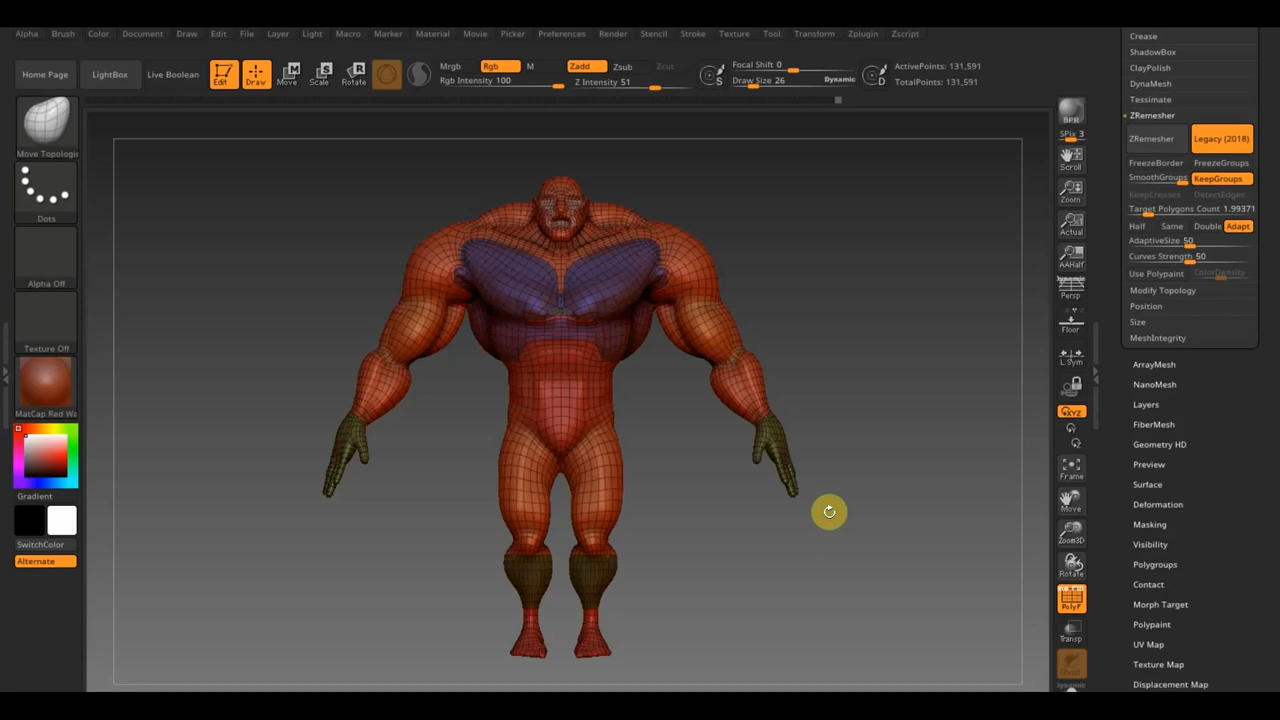 Alpha Brush Color Document Draw Edit File Layer Light Macro Marker Material Movie Picker Preferences Render Stencil Stroke Texture Tool Transform Zplugin Zscript
Home Page
LightBox
Live Boolean
Edit
Draw
Move
Scale
Rotate
Mrgb Rgb M
Rgb Intensity 100
Zadd Zsub Zcut
Z Intensity 51
S
Focal Shift 0
Draw Size 26 Dynamic
D
ActivePoints: 131,591
TotalPoints: 131,591
Move Topologic
Dots
Alpha Off
Texture Off
MatCap Red Wa
Gradient
SwitchColor
Alternate
BPR
SPix 3
Scroll
Zoom
Actual
AAHalf
Dynamic
Persp
Floor
L.Sym
XYZ
Frame
Move
Zoom3D
Rotate
PolyF
Transp
Dynamic
Crease
ShadowBox
ClayPolish
DynaMesh
Tessimate
ZRemesher
ZRemesher Legacy (2018)
FreezeBorder FreezeGroups
SmoothGroups KeepGroups
KeepCreases DetectEdges
Target Polygons Count 1.99371
Half Same Double Adapt
AdaptiveSize 50
Curves Strength 50
Use Polypaint ColorDensity
Modify Topology
Position
Size
MeshIntegrity
ArrayMesh
NanoMesh
Layers
FiberMesh
Geometry HD
Preview
Surface
Deformation
Masking
Visibility
Polygroups
Contact
Morph Target
Polypaint
UV Map
Texture Map
Displacement Map